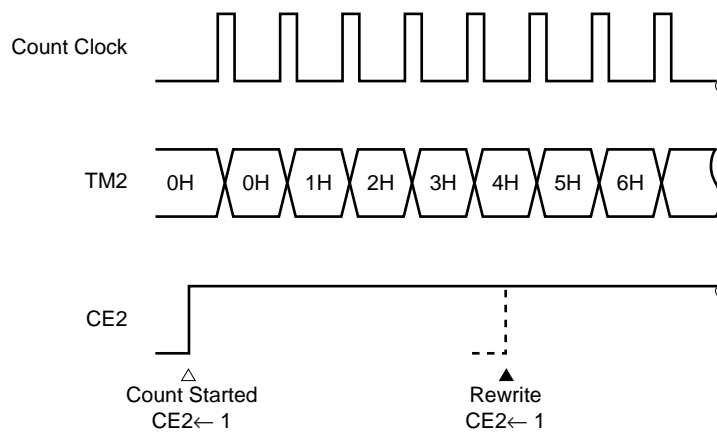 Count Clock
TM2 0H 0H 1H 2H 3H 4H 5H 6H
CE2
Count Started Rewrite
CE2← 1 CE2← 1